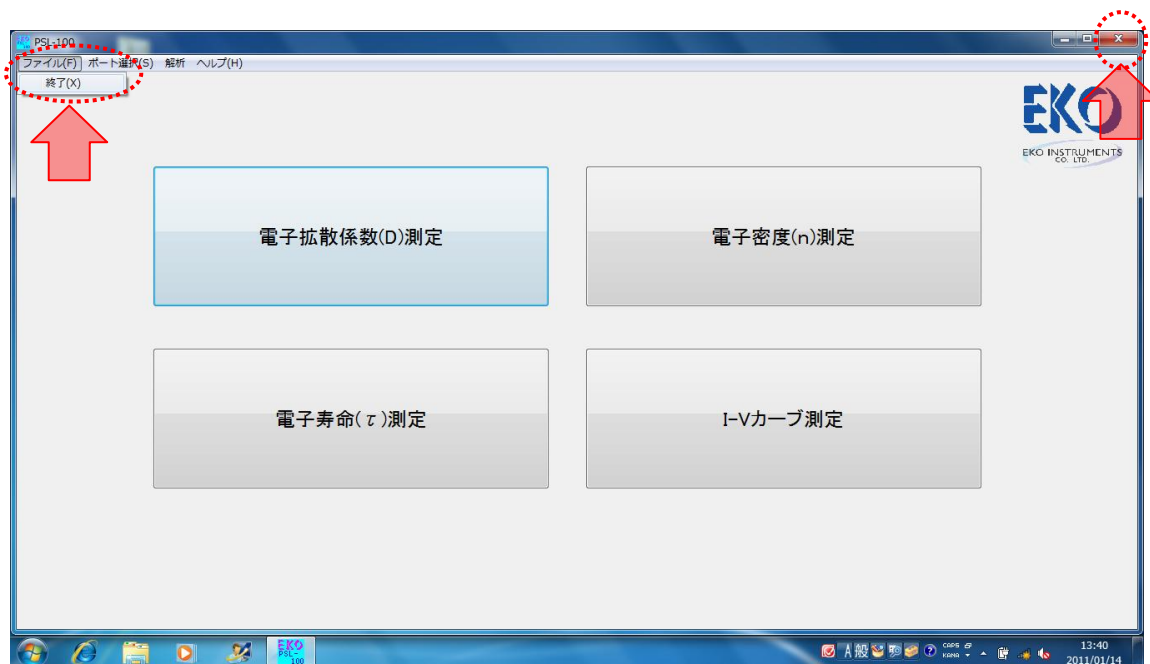 PSL-100
ファイル(F) ポート選択(S) 解析 ヘルプ(H)
終了(X)
EKO
EKO INSTRUMENTS
CO. LTD.
電子拡散係数(D)測定
電子密度(n)測定
電子寿命(τ)測定
I-Vカーブ測定
EKO
PSL-
100
A 般
CAPS
KANA
13:40
2011/01/14